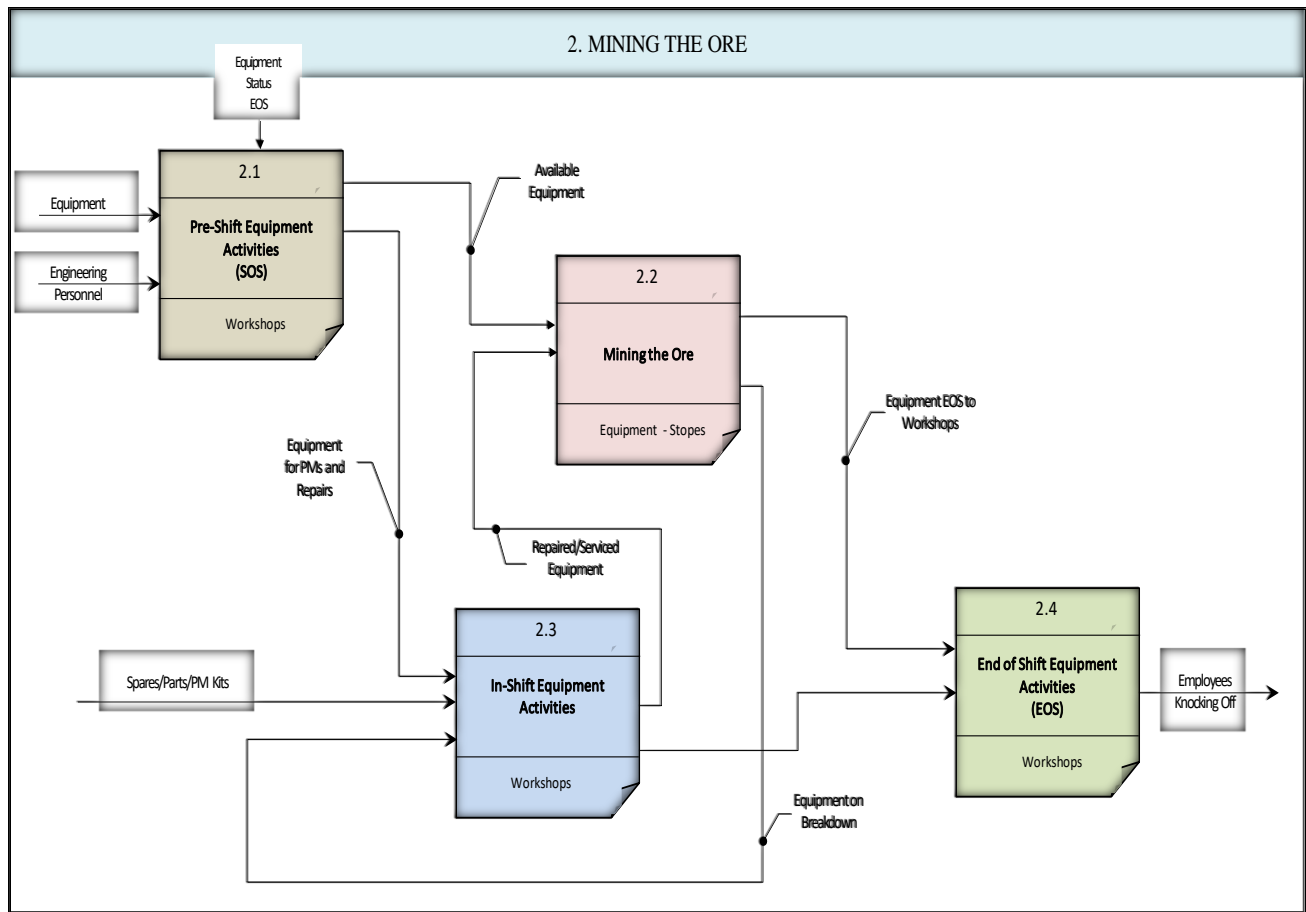 2. MINING THE ORE
Equipment
Status
EOS
2.1
Pre-Shift Equipment
Activities
(SOS)
Workshops
Equipment
Engineering
Personnel
Available
Equipment
2.2
Mining the Ore
Equipment - Stopes
Equipment EOS to
Workshops
Equipment
for PMs and
Repairs
Repaired/Serviced
Equipment
2.3
In-Shift Equipment
Activities
Workshops
Spares/Parts/PM Kits
2.4
End of Shift Equipment
Activities
(EOS)
Workshops
Employees
Knocking Off
Equipment on
Breakdown